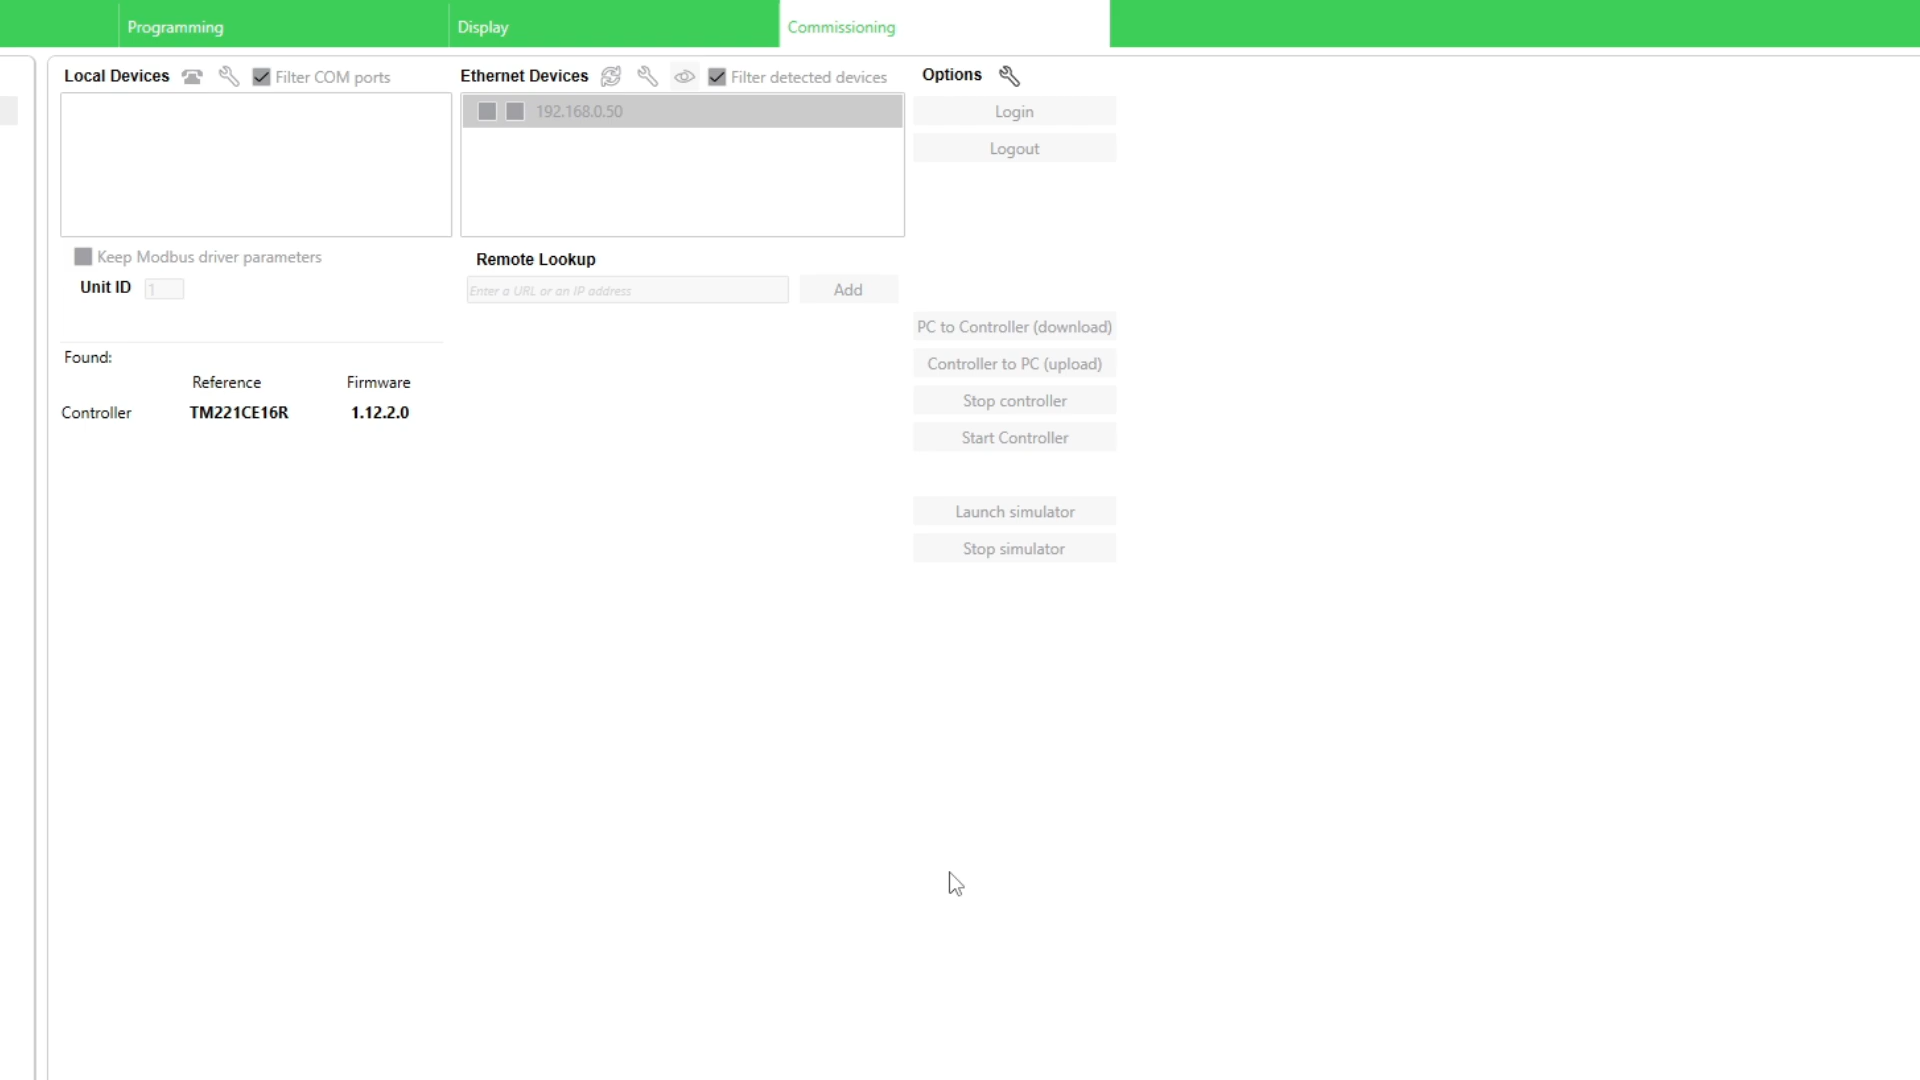 Programming
Display
Commissioning
Local Devices
Filter COM ports
Ethernet Devices
Filter detected devices
Options
192.168.0.50
Login
Logout
Keep Modbus driver parameters
Unit ID
1
Remote Lookup
Enter a URL or an IP address
Add
PC to Controller (download)
Controller to PC (upload)
Stop controller
Start Controller
Launch simulator
Stop simulator
Found:
Reference Firmware
Controller TM221CE16R 1.12.2.0